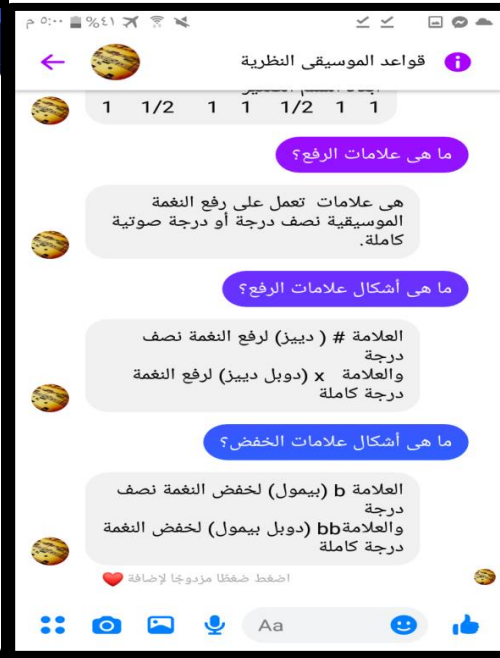 م ٥:٠٠ ٤١%
قواعد الموسيقى النظرية
1 1 1/2 1 1 1/2 1
ما هى علامات الرفع؟
هى علامات تعمل على رفع النغمة
الموسيقية نصف درجة أو درجة صوتية
كاملة.
ما هى أشكال علامات الرفع؟
العلامة # ( دييز) لرفع النغمة نصف
درجة
والعلامة x (دوبل دييز) لرفع النغمة
درجة كاملة
ما هى أشكال علامات الخفض؟
العلامة b (بيمول) لخفض النغمة نصف
درجة
والعلامةbb (دوبل بيمول) لخفض النغمة
درجة كاملة
اضغط ضغطًا مزدوجًا لإضافة ❤️
Aa